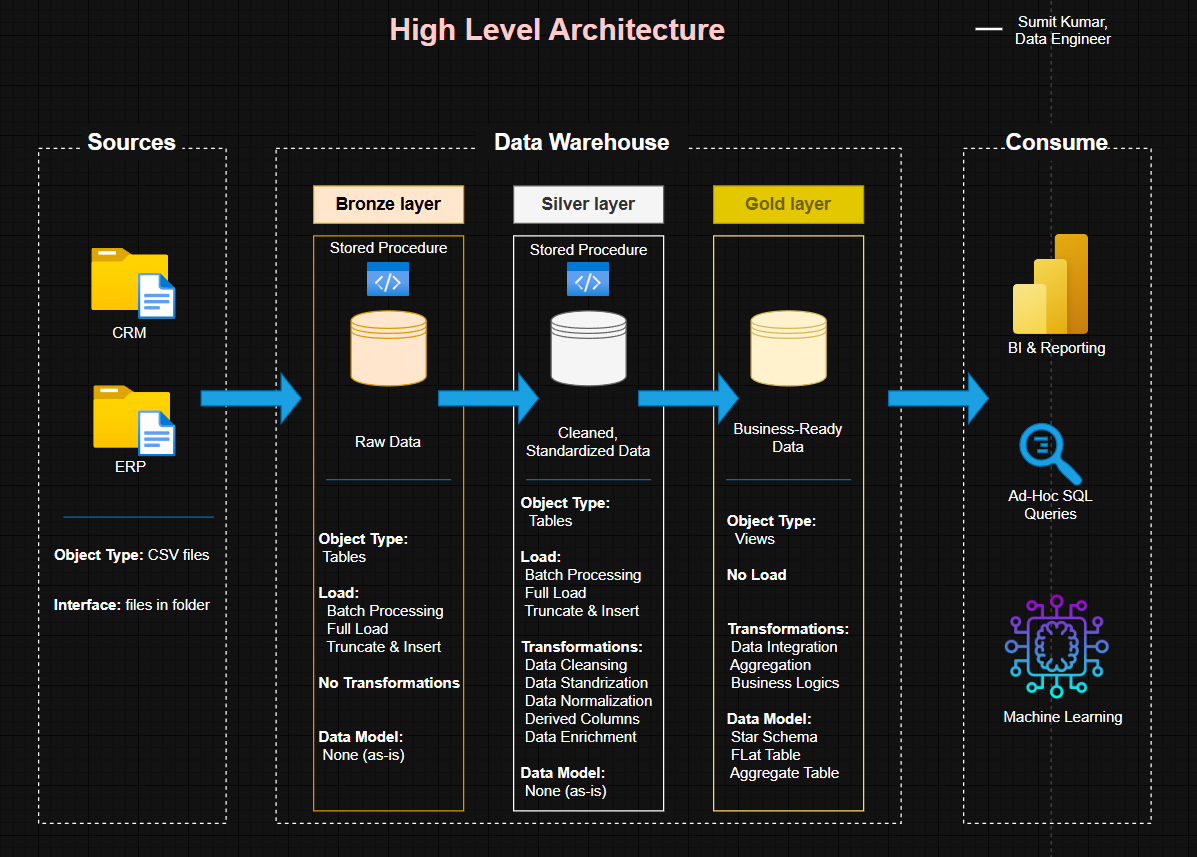 High Level Architecture
Sumit Kumar,
Data Engineer
Sources
CRM
ERP
Object Type: CSV files
Interface: files in folder
Data Warehouse
Bronze layer
Stored Procedure
Raw Data
Object Type:
Tables
Load:
Batch Processing
Full Load
Truncate & Insert
No Transformations
Data Model:
None (as-is)
Silver layer
Stored Procedure
Cleaned,
Standardized Data
Object Type:
Tables
Load:
Batch Processing
Full Load
Truncate & Insert
Transformations:
Data Cleansing
Data Standrization
Data Normalization
Derived Columns
Data Enrichment
Data Model:
None (as-is)
Gold layer
Business-Ready
Data
Object Type:
Views
No Load
Transformations:
Data Integration
Aggregation
Business Logics
Data Model:
Star Schema
FLat Table
Aggregate Table
Consume
BI & Reporting
Ad-Hoc SQL
Queries
Machine Learning